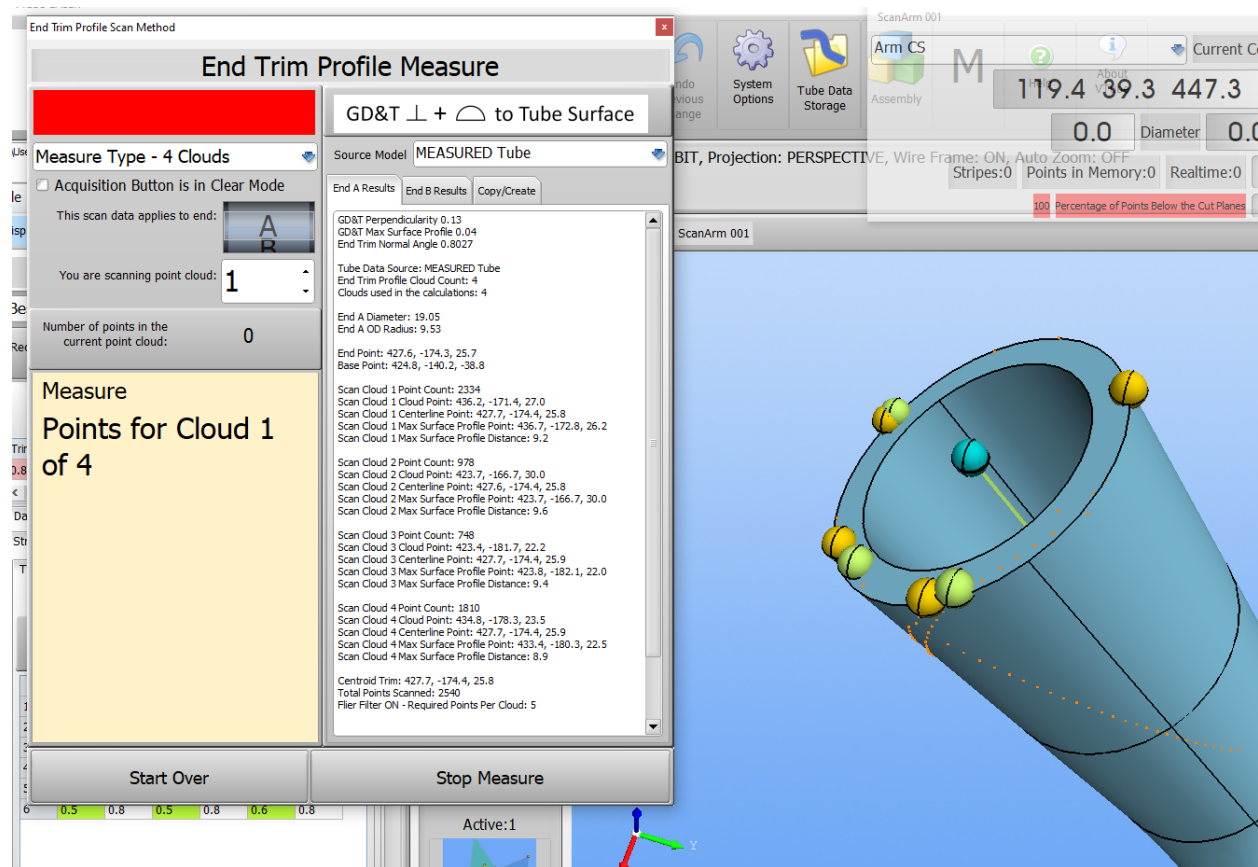 End Trim Profile Scan Method
x
End Trim Profile Measure
GD&T ⊥ + ⌓ to Tube Surface
Measure Type - 4 Clouds
Acquisition Button is in Clear Mode
This scan data applies to end:
A
B
You are scanning point cloud:
1
Number of points in the
current point cloud:
0
Measure
Points for Cloud 1
of 4
Source Model
MEASURED Tube
End A Results
End B Results
Copy/Create
GD&T Perpendicularity 0.13
GD&T Max Surface Profile 0.04
End Trim Normal Angle 0.8027
Tube Data Source: MEASURED Tube
End Trim Profile Cloud Count: 4
Clouds used in the calculations: 4
End A Diameter: 19.05
End A OD Radius: 9.53
End Point: 427.6, -174.3, 25.7
Base Point: 424.8, -140.2, -38.8
Scan Cloud 1 Point Count: 2334
Scan Cloud 1 Cloud Point: 436.2, -171.4, 27.0
Scan Cloud 1 Centerline Point: 427.7, -174.4, 25.8
Scan Cloud 1 Max Surface Profile Point: 436.7, -172.8, 26.2
Scan Cloud 1 Max Surface Profile Distance: 9.2
Scan Cloud 2 Point Count: 978
Scan Cloud 2 Cloud Point: 423.7, -166.7, 30.0
Scan Cloud 2 Centerline Point: 427.6, -174.4, 25.8
Scan Cloud 2 Max Surface Profile Point: 423.7, -166.7, 30.0
Scan Cloud 2 Max Surface Profile Distance: 9.6
Scan Cloud 3 Point Count: 748
Scan Cloud 3 Cloud Point: 423.4, -181.7, 22.2
Scan Cloud 3 Centerline Point: 427.7, -174.4, 25.9
Scan Cloud 3 Max Surface Profile Point: 423.8, -182.1, 22.0
Scan Cloud 3 Max Surface Profile Distance: 9.4
Scan Cloud 4 Point Count: 1810
Scan Cloud 4 Cloud Point: 434.8, -178.3, 23.5
Scan Cloud 4 Centerline Point: 427.7, -174.4, 25.9
Scan Cloud 4 Max Surface Profile Point: 433.4, -180.3, 22.5
Scan Cloud 4 Max Surface Profile Distance: 8.9
Centroid Trim: 427.7, -174.4, 25.8
Total Points Scanned: 2540
Flier Filter ON - Required Points Per Cloud: 5
Start Over
Stop Measure
6 0.5 0.8 0.5 0.8 0.6 0.8
Active:1
System
Options
Tube Data
Storage
Assembly
M
Help
About
ScanArm 001
Arm CS
119.4 39.3 447.3
0.0
Diameter
BIT, Projection: PERSPECTIVE, Wire Frame: ON, Auto Zoom: OFF
Stripes:0
Points in Memory:0
Realtime:0
100
Percentage of Points Below the Cut Planes
ScanArm 001
Y